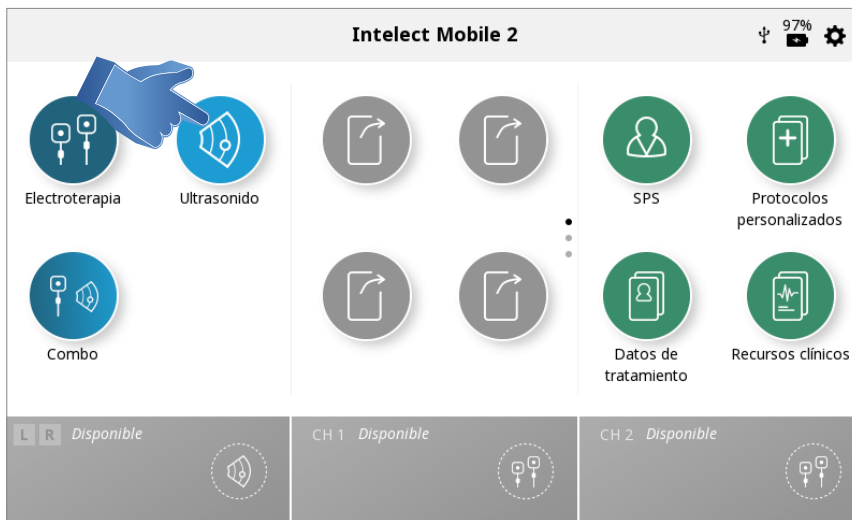 Intelect Mobile 2
97%
Electroterapia
Ultrasonido
SPS
Protocolos
personalizados
Combo
Datos de
tratamiento
Recursos clínicos
L R Disponible
CH 1 Disponible
CH 2 Disponible